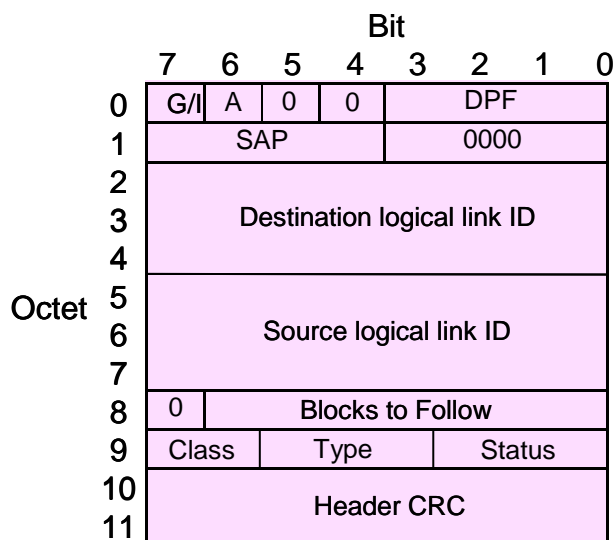 Bit
7 6 5 4 3 2 1 0
0 G/I A 0 0 DPF
1 SAP 0000
2
3 Destination logical link ID
4
5
Octet 6 Source logical link ID
7
8 0 Blocks to Follow
9 Class Type Status
10
Header CRC
11